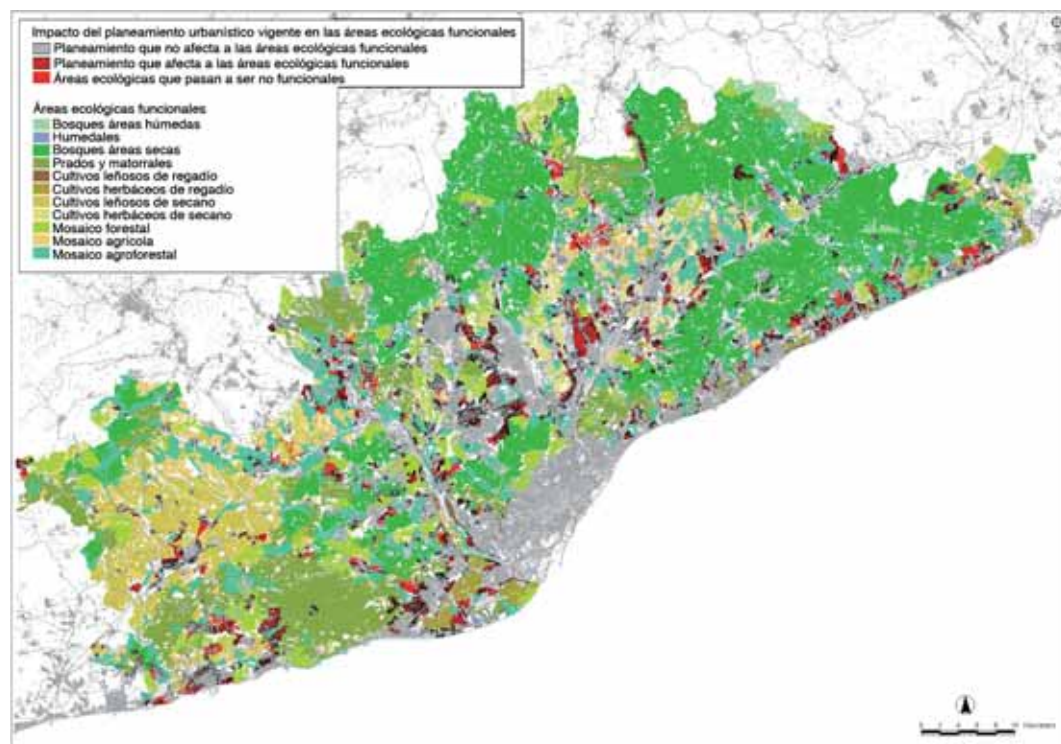 Impacto del planeamiento urbanístico vigente en las áreas ecológicas funcionales
Planeamiento que no afecta a las áreas ecológicas funcionales
Planeamiento que afecta a las áreas ecológicas funcionales
Áreas ecológicas que pasan a ser no funcionales
Áreas ecológicas funcionales
Bosques áreas húmedas
Humedales
Bosques áreas secas
Prados y matorrales
Cultivos leñosos de regadío
Cultivos herbáceos de regadío
Cultivos leñosos de secano
Cultivos herbáceos de secano
Mosaico forestal
Mosaico agrícola
Mosaico agroforestal